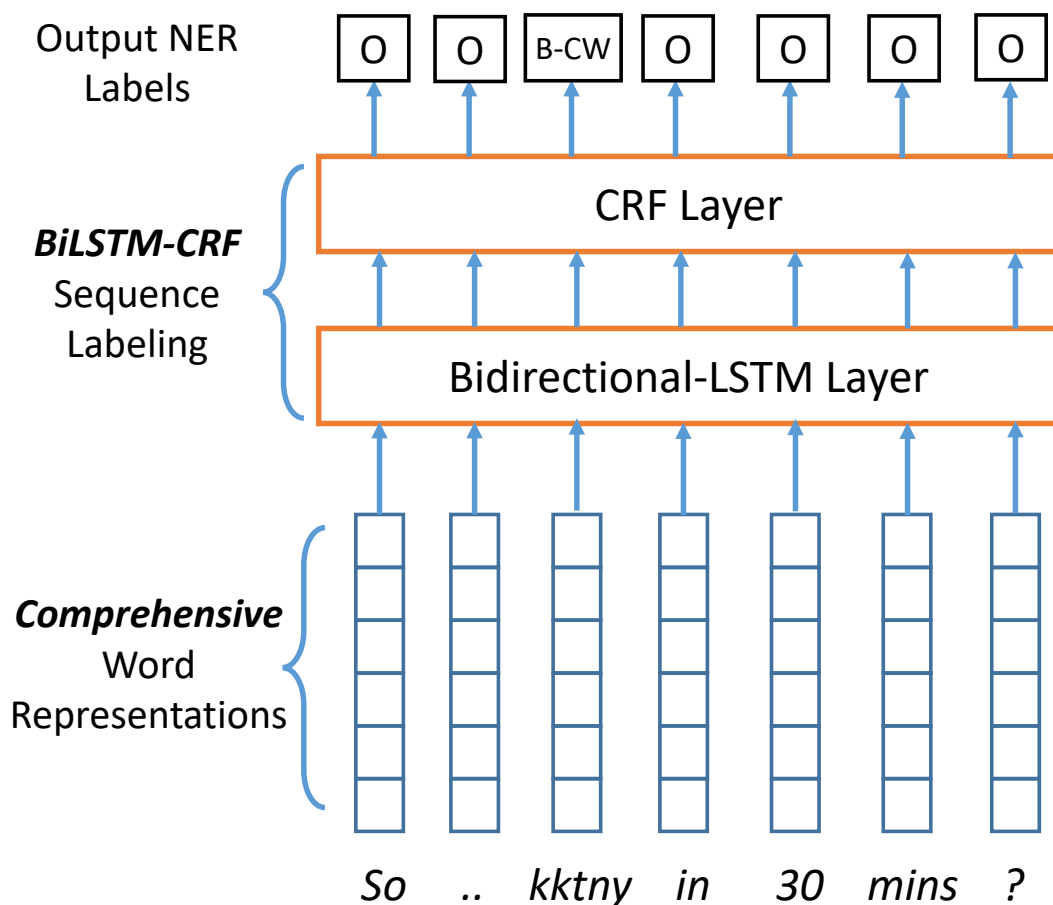 Output NER
Labels
O O B-CW O O O O
CRF Layer
BiLSTM-CRF
Sequence
Labeling
Bidirectional-LSTM Layer
Comprehensive
Word
Representations
So .. kktny in 30 mins ?